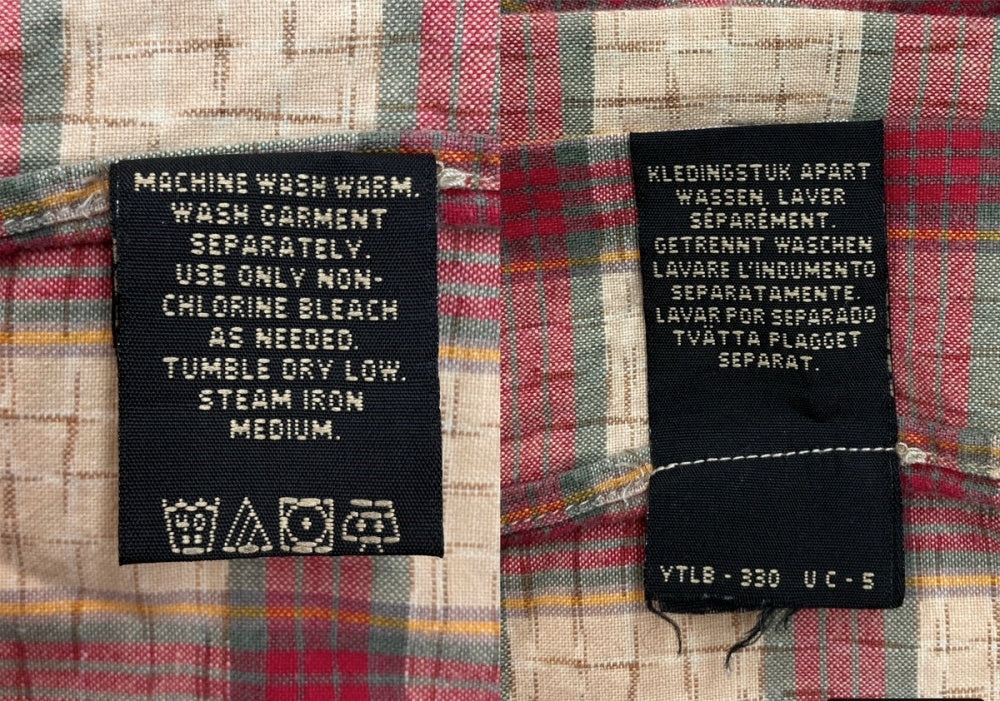 MACHINE WASH WARM.
WASH GARMENT
SEPARATELY.
USE ONLY NON-
CHLORINE BLEACH
AS NEEDED.
TUMBLE DRY LOW.
STEAM IRON
MEDIUM.
40
KLEDINGSTUK APART
WASSEN. LAVER
SÉPARÉMENT.
GETRENNT WASCHEN
LAVARE L'INDUMENTO
SEPARATAMENTE.
LAVAR POR SEPARADO
TVÄTTA PLAGGET
SEPARAT.
YTLB - 330 UC - 5